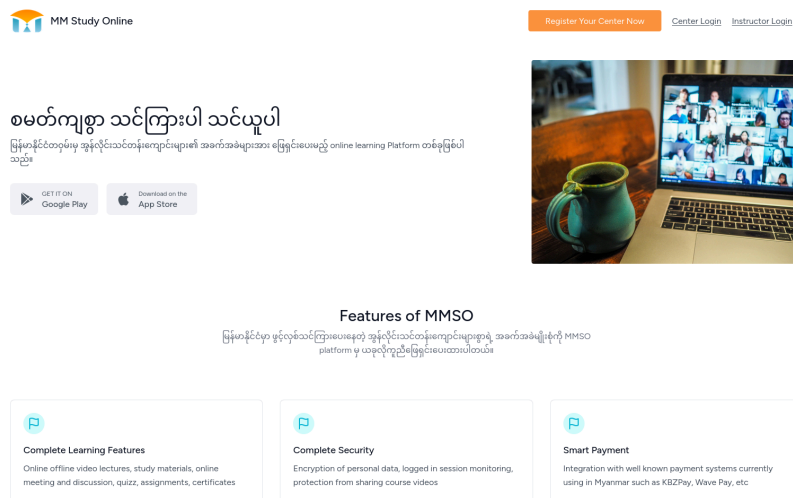 MM Study Online
Register Your Center Now
Center Login
Instructor Login
စမတ်ကျစွာ သင်ကြားပါ သင်ယူပါ
မြန်မာနိုင်ငံတဝှမ်းမှ အွန်လိုင်းသင်တန်းကျောင်းများ၏ အခက်အခဲများအား ဖြေရှင်းပေးမည့် online learning Platform တစ်ခုဖြစ်ပါ
သည်။
GET IT ON
Google Play
Download on the
App Store
Features of MMSO
မြန်မာနိုင်ငံမှာ ဖွင့်လှစ်သင်ကြားပေးနေတဲ့ အွန်လိုင်းသင်တန်းကျောင်းများစွာရဲ့ အခက်အခဲမျိုးစုံကို MMSO
platform မှ ယခုလိုကူညီဖြေရှင်းပေးထားပါတယ်။
Complete Learning Features
Online offline video lectures, study materials, online
meeting and discussion, quizz, assignments, certificates
Complete Security
Encryption of personal data, logged in session monitoring,
protection from sharing course videos
Smart Payment
Integration with well known payment systems currently
using in Myanmar such as KBZPay, Wave Pay, etc